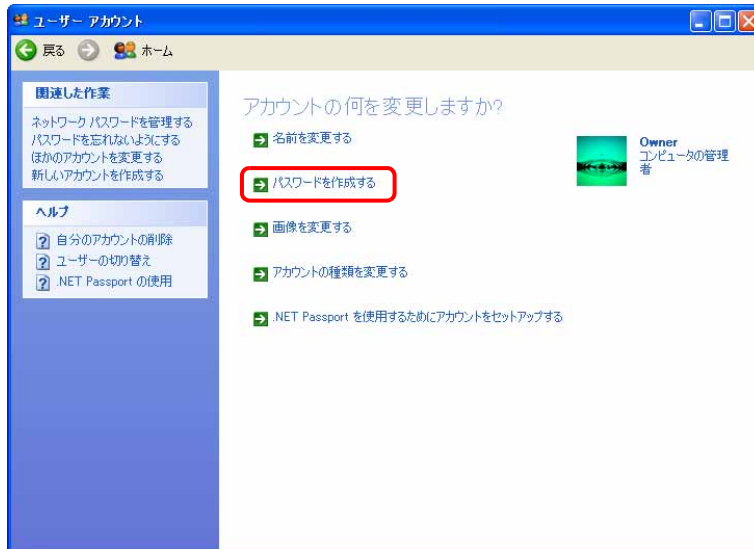 ユーザー アカウント
戻る
ホーム
関連した作業
ネットワーク パスワードを管理する
パスワードを忘れないようにする
ほかのアカウントを変更する
新しいアカウントを作成する
ヘルプ
自分のアカウントの削除
ユーザーの切り替え
.NET Passport の使用
アカウントの何を変更しますか?
名前を変更する
パスワードを作成する
画像を変更する
アカウントの種類を変更する
.NET Passport を使用するためにアカウントをセットアップする
Owner
コンピュータの管理
者